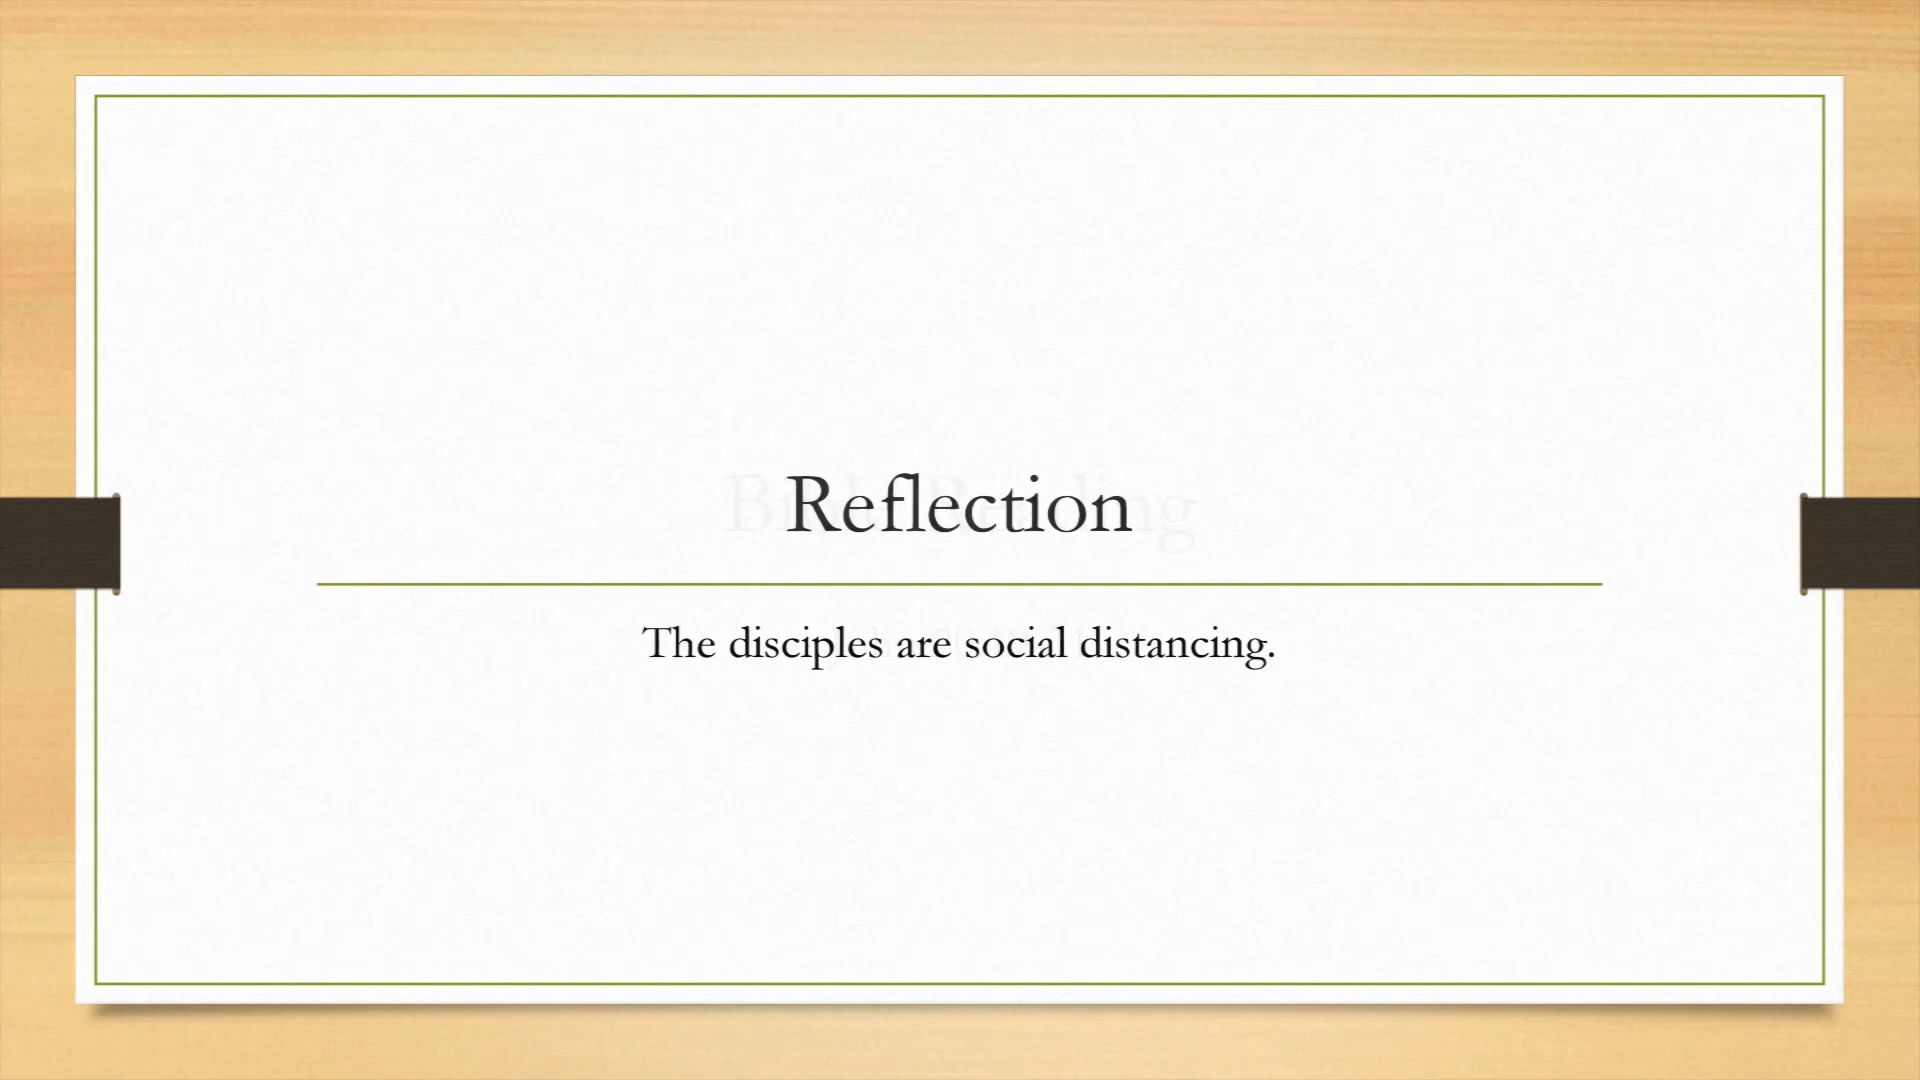 Reflection
The disciples are social distancing.